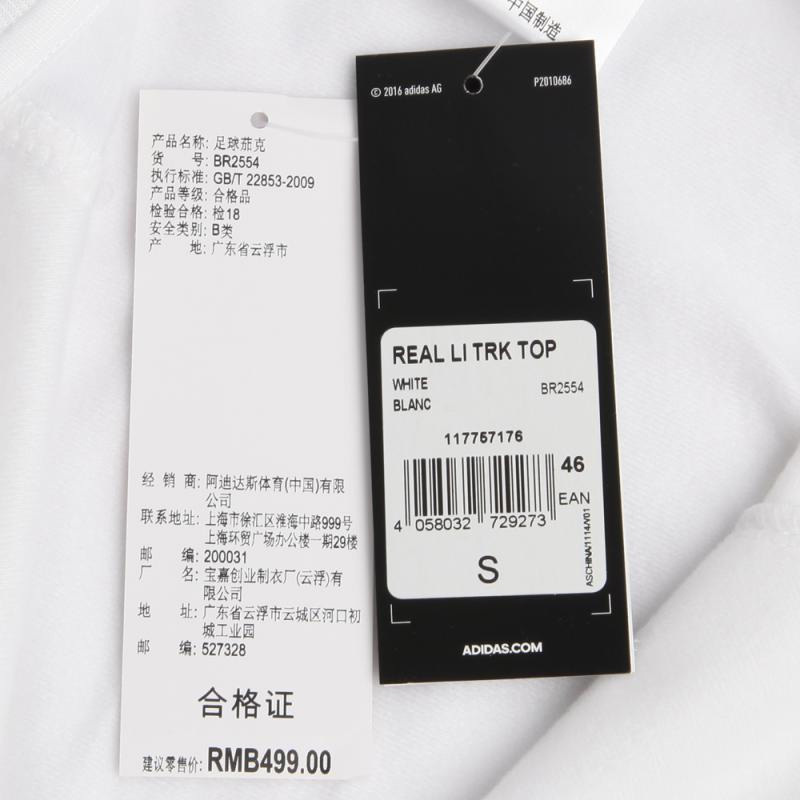 中国制造
产品名称: 足球茄克
货 号: BR2554
执行标准: GB/T 22853-2009
产品等级: 合格品
检验合格: 检18
安全类别: B类
产 地: 广东省云浮市
经 销 商: 阿迪达斯体育(中国)有限
公司
联系地址: 上海市徐汇区淮海中路999号
上海环贸广场办公楼一期29楼
邮 编: 200031
厂 名: 宝嘉创业制衣厂(云浮)有
限公司
地 址: 广东省云浮市云城区河口初
城工业园
邮 编: 527328
合格证
建议零售价: RMB499.00
© 2016 adidas AG
P2010686
REAL LI TRK TOP
WHITE
BR2554
BLANC
117757176
46
EAN
4 058032 729273
S
ASCHINA/1114/V01
ADIDAS.COM